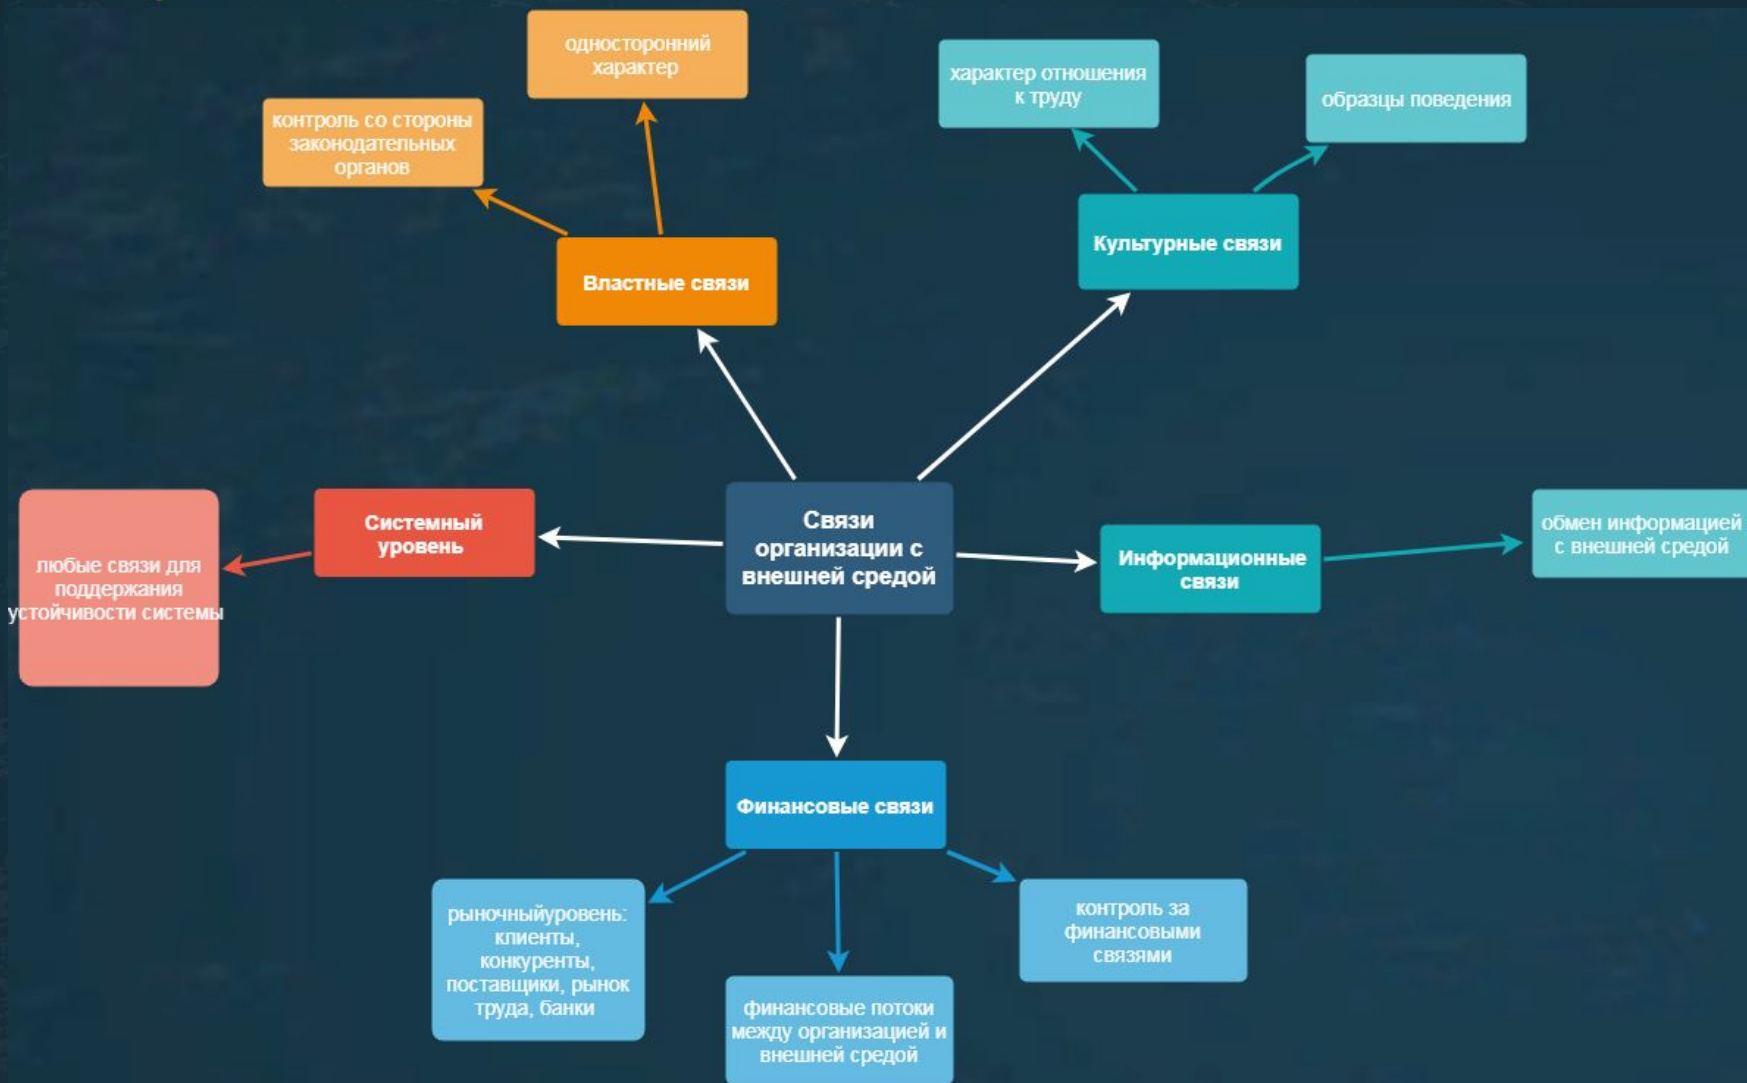 односторонний
характер
контроль со стороны
законодательных
органов
Властные связи
характер отношения
к труду
образцы поведения
Культурные связи
Системный
уровень
любые связи для
поддержания
устойчивости системы
Связи
организации с
внешней средой
Информационные
связи
обмен информацией
с внешней средой
Финансовые связи
рыночныйуровень:
клиенты,
конкуренты,
поставщики, рынок
труда, банки
финансовые потоки
между организацией и
внешней средой
контроль за
финансовыми
связями